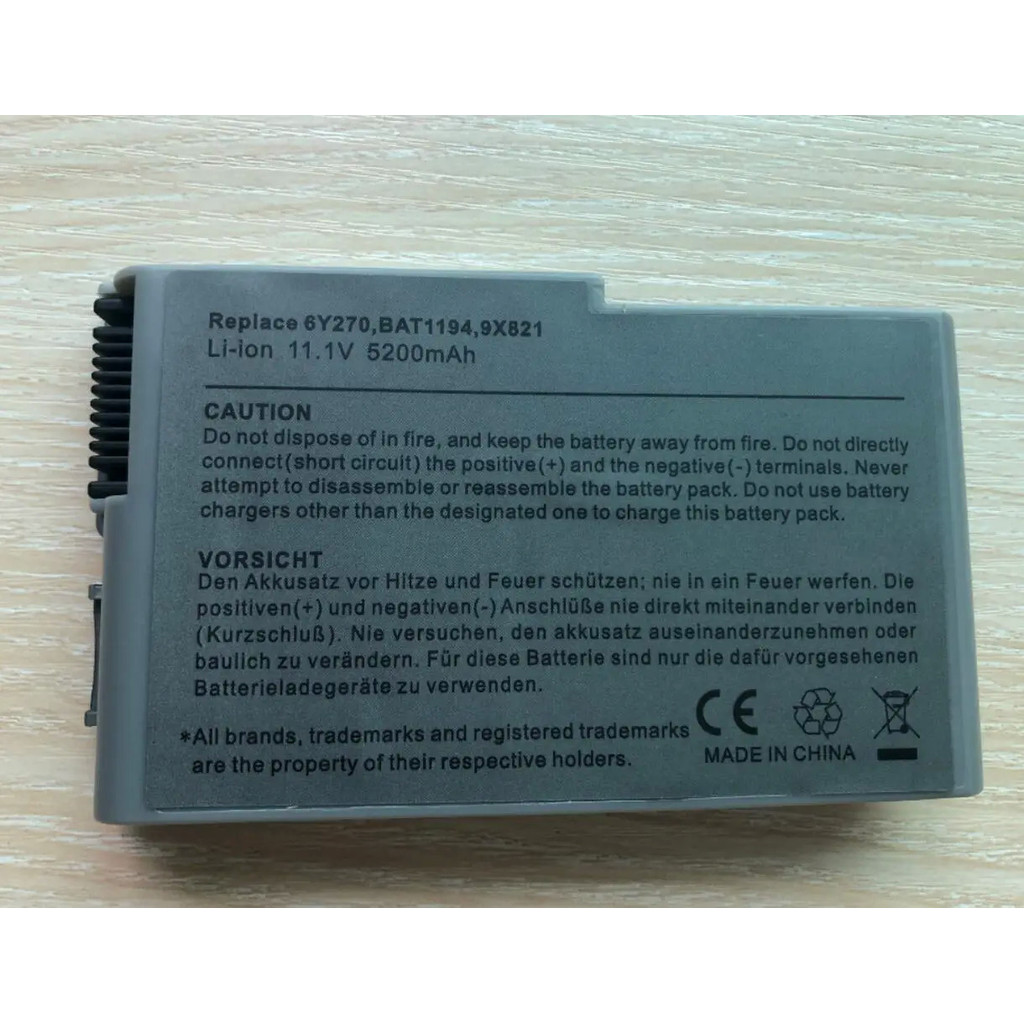 Replace 6Y270,BAT1194,9X821
Li-ion 11.1V 5200mAh
CAUTION
Do not dispose of in fire, and keep the battery away from fire. Do not directly
connect(short circuit) the positive(+) and the negative(-) terminals. Never
attempt to disassemble or reassemble the battery pack. Do not use battery
chargers other than the designated one to charge this battery pack.
VORSICHT
Den Akkusatz vor Hitze und Feuer schützen; nie in ein Feuer werfen. Die
positiven(+) und negativen(-) Anschlüße nie direkt miteinander verbinden
(Kurzschluß). Nie versuchen, den akkusatz auseinanderzunehmen oder
baulich zu verändern. Für diese Batterie sind nur die dafür vorgesehenen
Batterieladegeräte zu verwenden.
*All brands, trademarks and registered trademarks
are the property of their respective holders.
CE
MADE IN CHINA